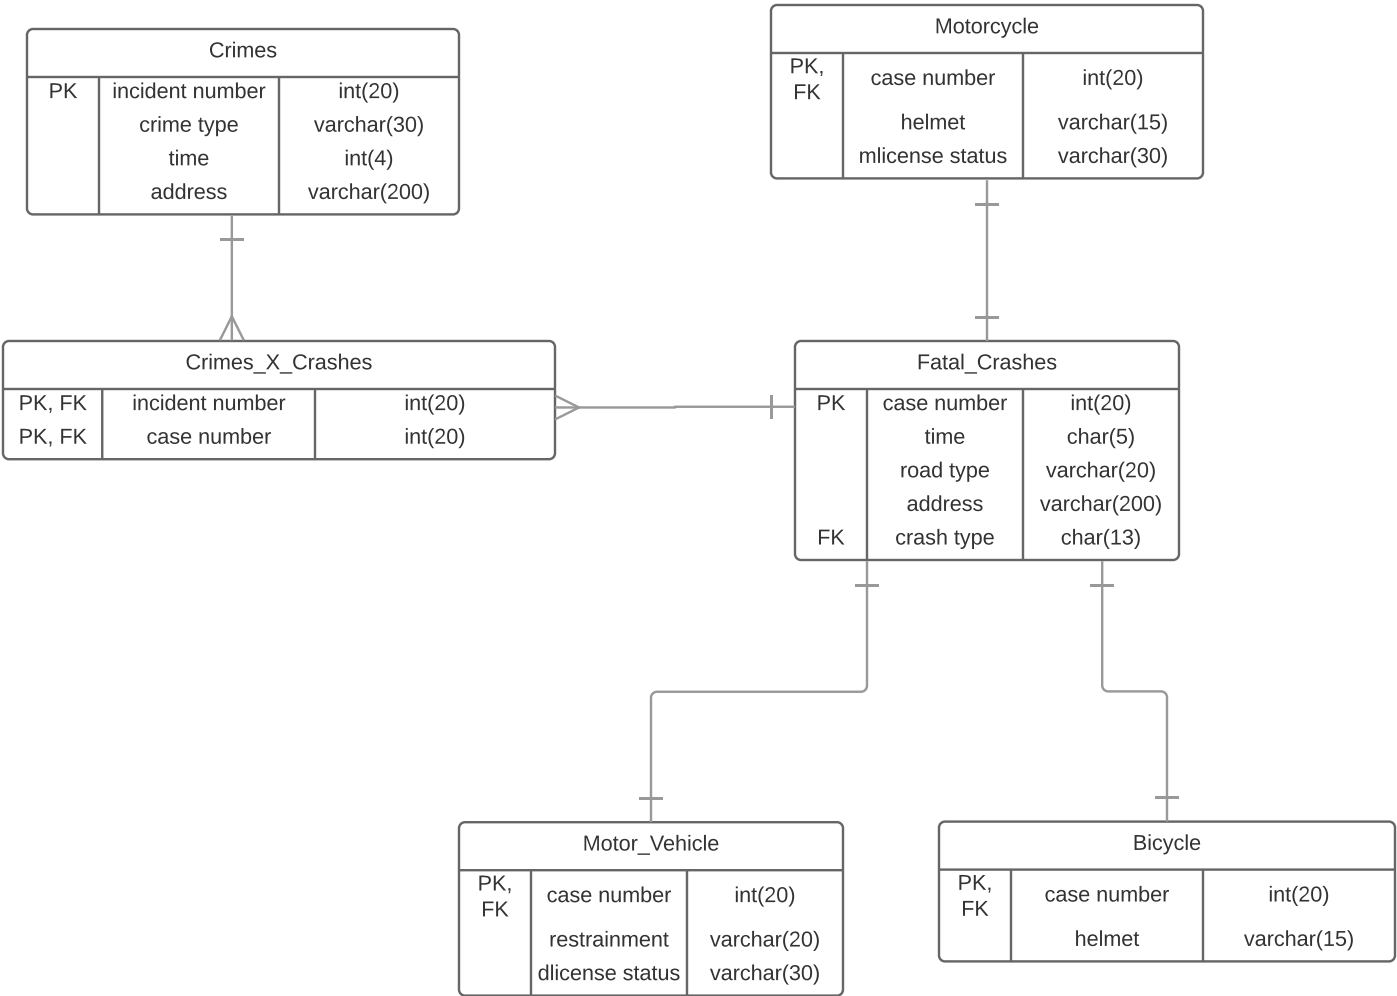 Crimes
PK incident number int(20)
crime type varchar(30)
time int(4)
address varchar(200)
Motorcycle
PK,
FK case number int(20)
helmet varchar(15)
mlicense status varchar(30)
Crimes_X_Crashes
PK, FK incident number int(20)
PK, FK case number int(20)
Fatal_Crashes
PK case number int(20)
time char(5)
road type varchar(20)
address varchar(200)
FK crash type char(13)
Motor_Vehicle
PK,
FK case number int(20)
restrainment varchar(20)
dlicense status varchar(30)
Bicycle
PK,
FK case number int(20)
helmet varchar(15)